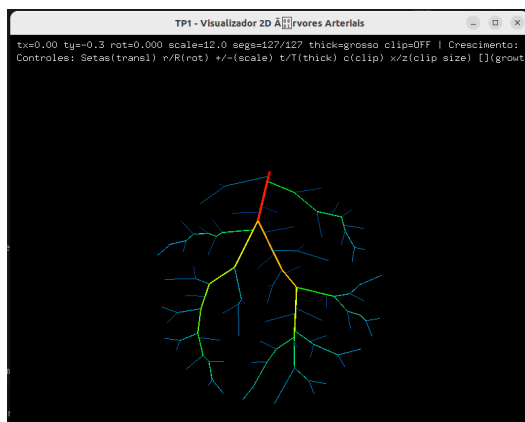 TP1 - Visualizador 2D Ârvores Arteriais
tx=0.00 ty=-0.3 rot=0.000 scale=12.0 segs=127/127 thick=grosso clip=OFF | Crescimento:
Controles: Setas(transl) r/R(rot) +/-(scale) t/T(thick) c(clip) x/z(clip size) [](growt